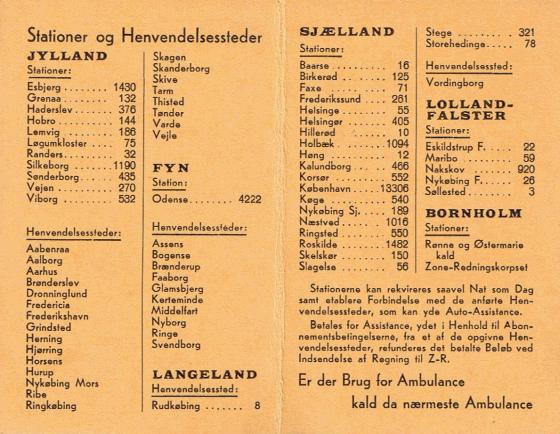 Stationer og Henvendelsessteder
JYLLAND
Stationer:
Esbjerg ........ 1430
Grenaa ........ 132
Haderslev ..... 376
Hobro ........ 144
Lemvig ....... 186
Løgumkloster .... 75
Randers ........ 32
Silkeborg ...... 1190
Sønderborg ..... 435
Vejen ........ 270
Viborg ........ 532
Henvendelsessteder:
Aabenraa
Aalborg
Aarhus
Brønderslev
Dronninglund
Fredericia
Frederikshavn
Grindsted
Herning
Hjørring
Horsens
Hurup
Nykøbing Mors
Ribe
Ringkøbing
Skagen
Skanderborg
Skive
Tarm
Thisted
Tønder
Varde
Vejle
FYN
Station:
Odense ........ 4222
Henvendelsessteder:
Assens
Bogense
Brænderup
Faaborg
Glamsbjerg
Kerteminde
Middelfart
Nyborg
Ringe
Svendborg
LANGELAND
Henvendelsessted:
Rudkøbing ....... 8
SJÆLLAND
Stationer:
Baarse .......... 16
Birkerød ....... 125
Faxe .......... 71
Frederikssund ... 261
Helsinge ........ 55
Helsingør ...... 405
Hillerød ........ 10
Holbæk ....... 1094
Høng .......... 12
Kalundborg ..... 466
Korsør ........ 552
København ..... 13306
Køge .......... 540
Nykøbing Sj. .... 189
Næstved ...... 1016
Ringsted ....... 550
Roskilde ....... 1482
Skelskør ....... 150
Slagelse ........ 56
Stege ........ 321
Storehedinge ..... 78
Henvendelsessted:
Vordingborg
LOLLAND-
FALSTER
Stationer:
Eskildstrup F. .... 22
Maribo ........ 59
Nakskov ....... 920
Nykøbing F. ..... 26
Søllested ....... 3
BORNHOLM
Stationer:
Rønne og Østermarie
kald
Zone-Redningskorpset
Stationerne kan rekvireres saavel Nat som Dag
samt etablere Forbindelse med de anførte Hen-
vendelsessteder, som kan yde Auto-Assistance.
Betales for Assistance, ydet i Henhold til Abon-
nementsbetingelserne, fra et af de opgivne Hen-
vendelsessteder, refunderes det betalte Beløb ved
Indsendelse af Regning til Z-R.
Er der Brug for Ambulance
kald da nærmeste Ambulance